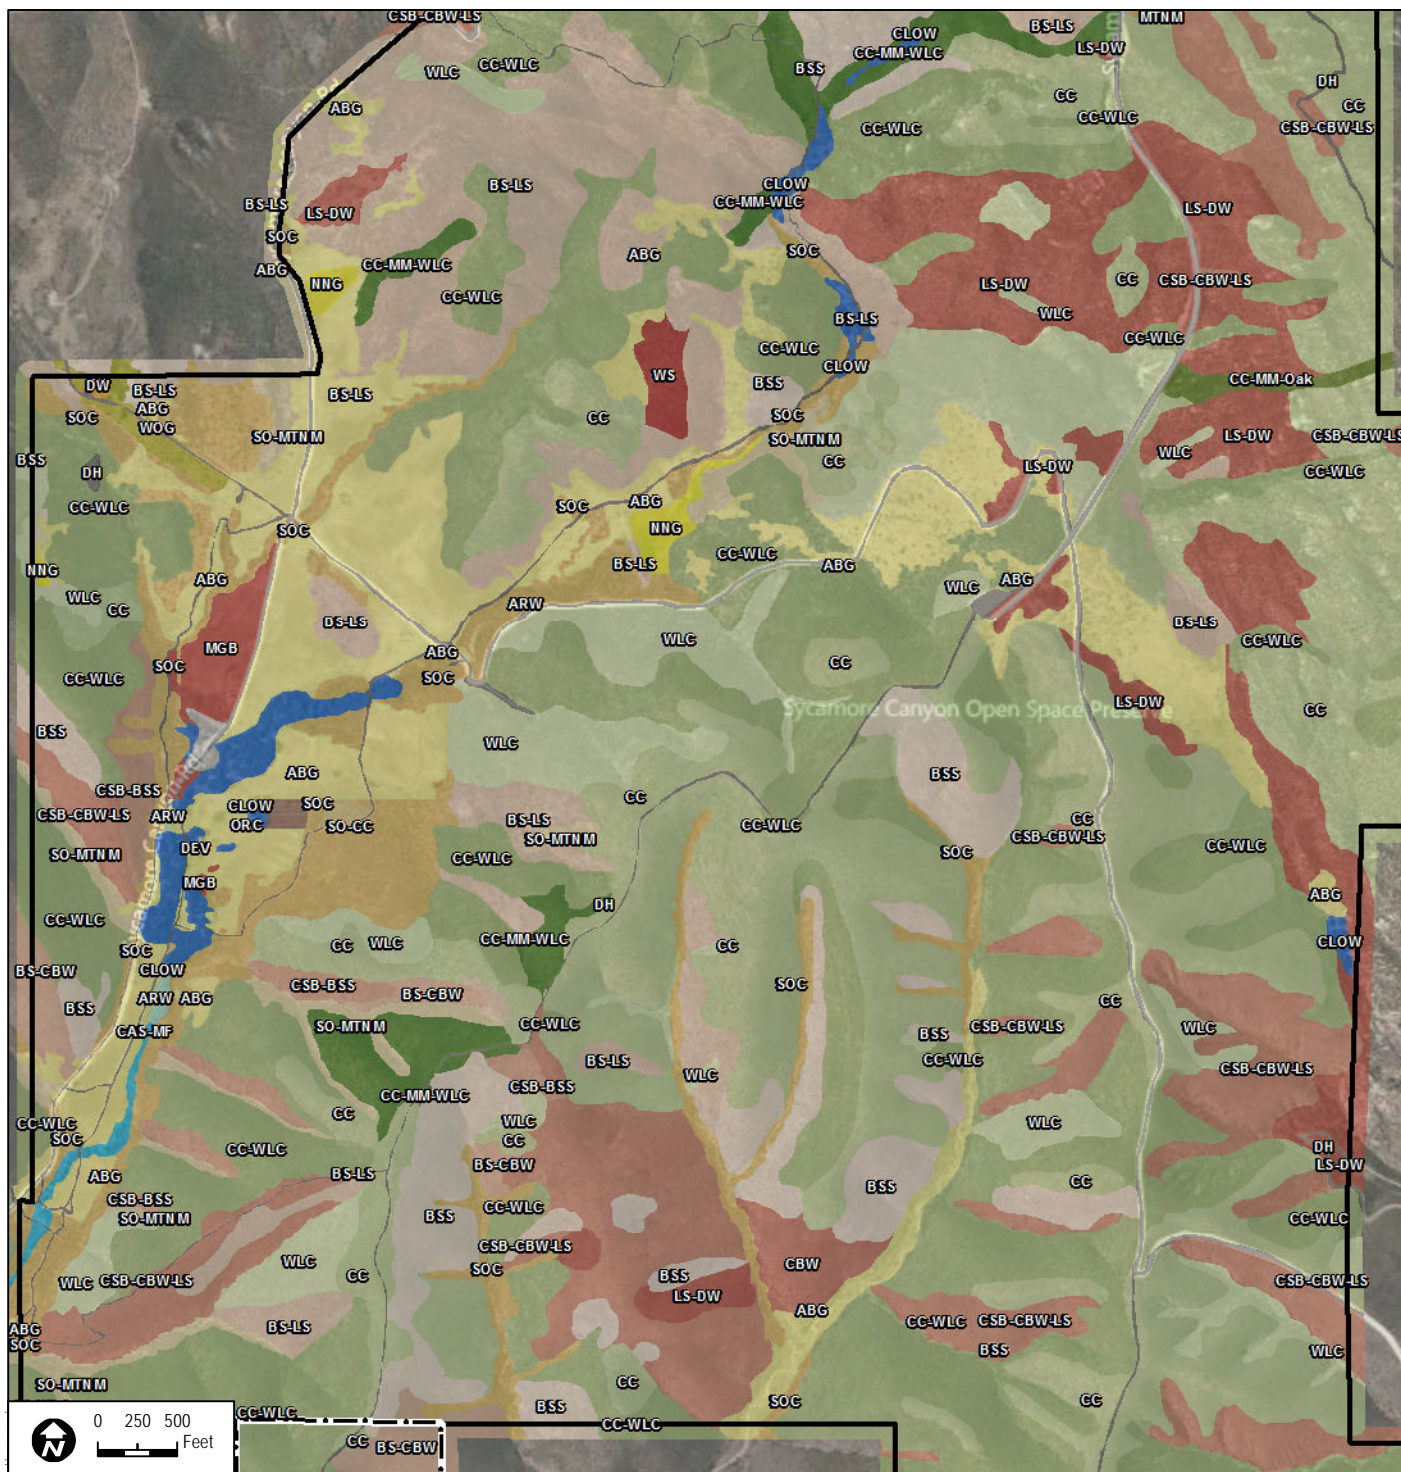 CSB-CBW-LS
MTNM
BS-LS
CLOW
LS-DW
CC-MM-WLC
CC-WLC
BSS
WLC
DH
CC
CC
ABG
CC-WLC
CC-WLC
CSB-CBW-LS
BS-LS
CLOW
CC-MM-WLC
BS-LS
LS-DW
LS-DW
SOC
ABG
SOC
CC-MM-WLC
ABG
NNG
CC-WLC
LS-DW
CC
CSB-CBW-LS
WLC
BS-LS
CC-WLC
CC-WLC
CLOW
WS
BSS
CC-MM-Oak
DW
BS-LS
BS-LS
ABG
SOC
WOG
CC
SOC
SO-MTNM
SO-MTNM
LS-DW
CSB-CBW-LS
WLC
BSS
CC
LS-DW
CC-WLC
DH
CC-WLC
SOC
ABG
NNG
SOC
CC-WLC
BS-LS
ABG
NNG
ABG
WLC
ABG
WLC
CC
ARW
DS-LS
DS-LS
MGB
WLC
CC-WLC
ABG
SOC
CC
CC-WLC
SOC
LS-DW
Sycamore Canyon Open Space Preserve
CC
BSS
WLC
ABG
BSS
CSB-BSS
CC
CLOW
SOC
CSB-CBW-LS
ARW
ORC
SO-CC
BS-LS
CC-WLC
CC
CSB-CBW-LS
SO-MTNM
CC-WLC
DEV
SO-MTNM
CC-WLC
SOC
MGB
ABG
DH
CC-WLC
CC
WLC
CC-MM-WLC
CC
CLOW
SOC
BS-CBW
CLOW
CSB-BSS
BS-CBW
SOC
ARW
ABG
CC
BSS
SO-MTNM
CC-WLC
CSB-CBW-LS
WLC
CAS-MF
BSS
BS-LS
CC-WLC
WLC
CSB-CBW-LS
CSB-BSS
CC-MM-WLC
CC
WLC
WLC
CC-WLC
SOC
CC
CC-WLC
DH
BS-CBW
LS-DW
ABG
BS-LS
CC
BSS
CSB-BSS
CC-WLC
SO-MTNM
BSS
CC-WLC
CSB-CBW-LS
WLC
CBW
SOC
CC
BSS
WLC
CSB-CBW-LS
CSB-CBW-LS
LS-DW
ABG
ABG
BS-LS
CC-WLC
CSB-CBW-LS
SOC
BSS
WLC
SO-MTNM
CC
BSS
SOC
CC
CC-WLC
CC-WLC
CC
BS-CBW
N
0 250 500
Feet